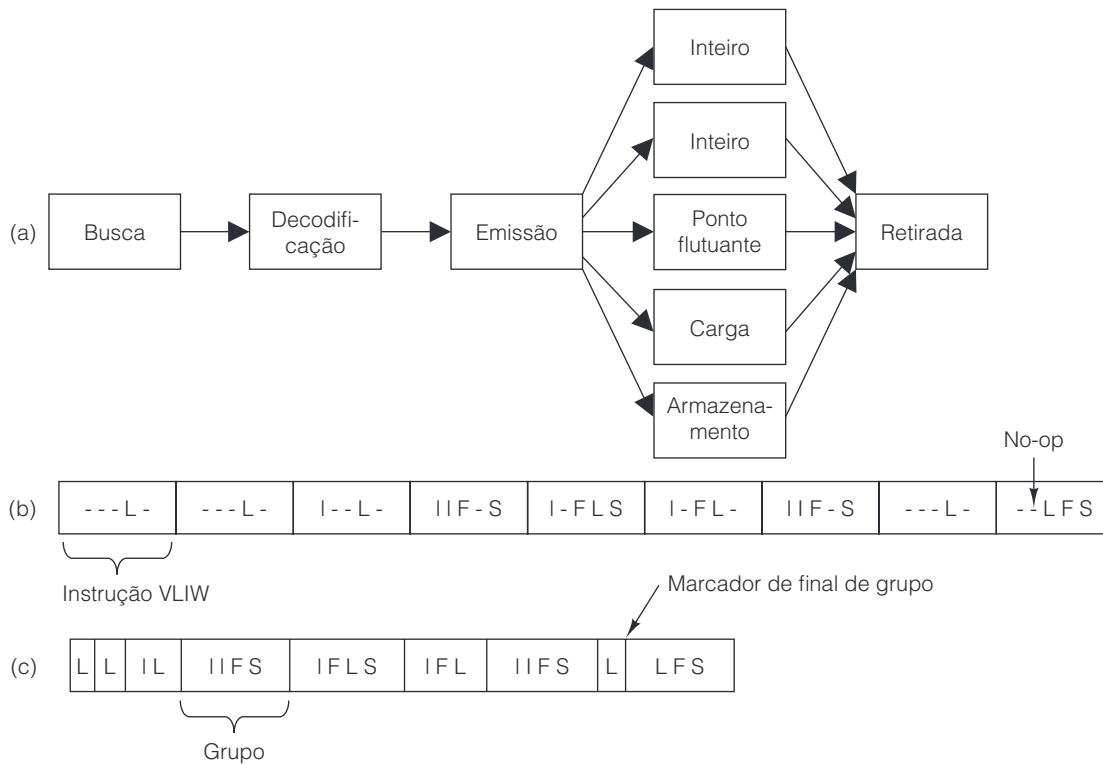 Inteiro
Inteiro
(a)
Busca
Decodifi-
cação
Emissão
Ponto
flutuante
Retirada
Carga
Armazena-
mento
No-op
(b)
- - - L -
- - - L -
I - - L -
I I F - S
I - F L S
I - F L -
I I F - S
- - - L -
- - L F S
Instrução VLIW
Marcador de final de grupo
(c)
L
L
I L
I I F S
I F L S
I F L
I I F S
L
L F S
Grupo